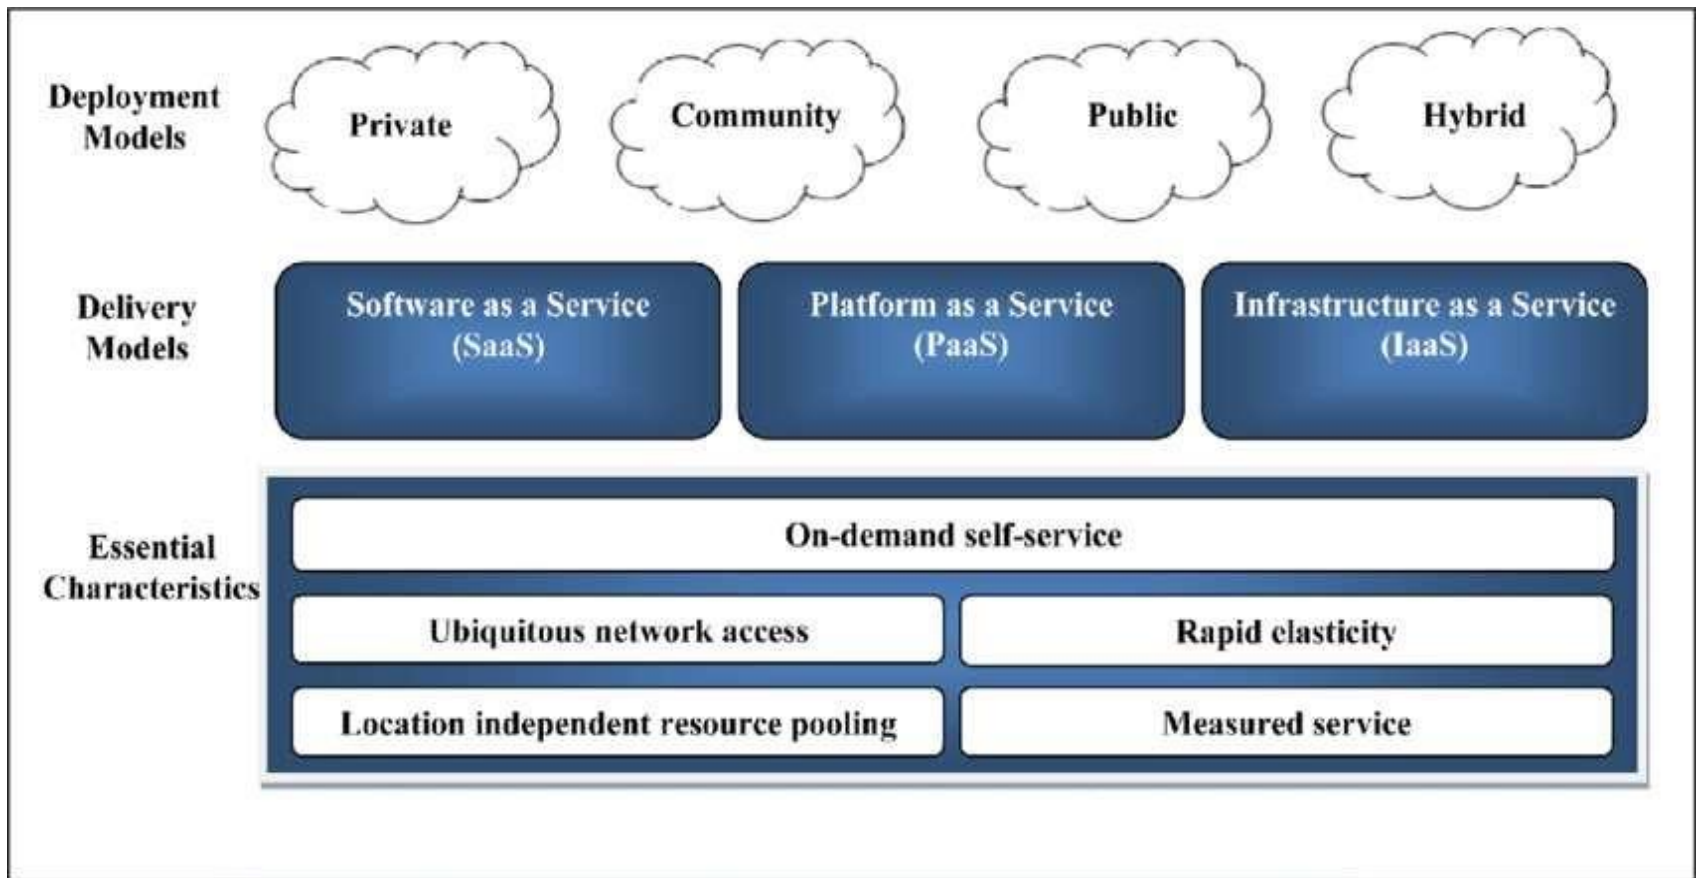 Deployment
Models
Private
Community
Public
Hybrid
Delivery
Models
Software as a Service
(SaaS)
Platform as a Service
(PaaS)
Infrastructure as a Service
(IaaS)
Essential
Characteristics
On-demand self-service
Ubiquitous network access
Rapid elasticity
Location independent resource pooling
Measured service